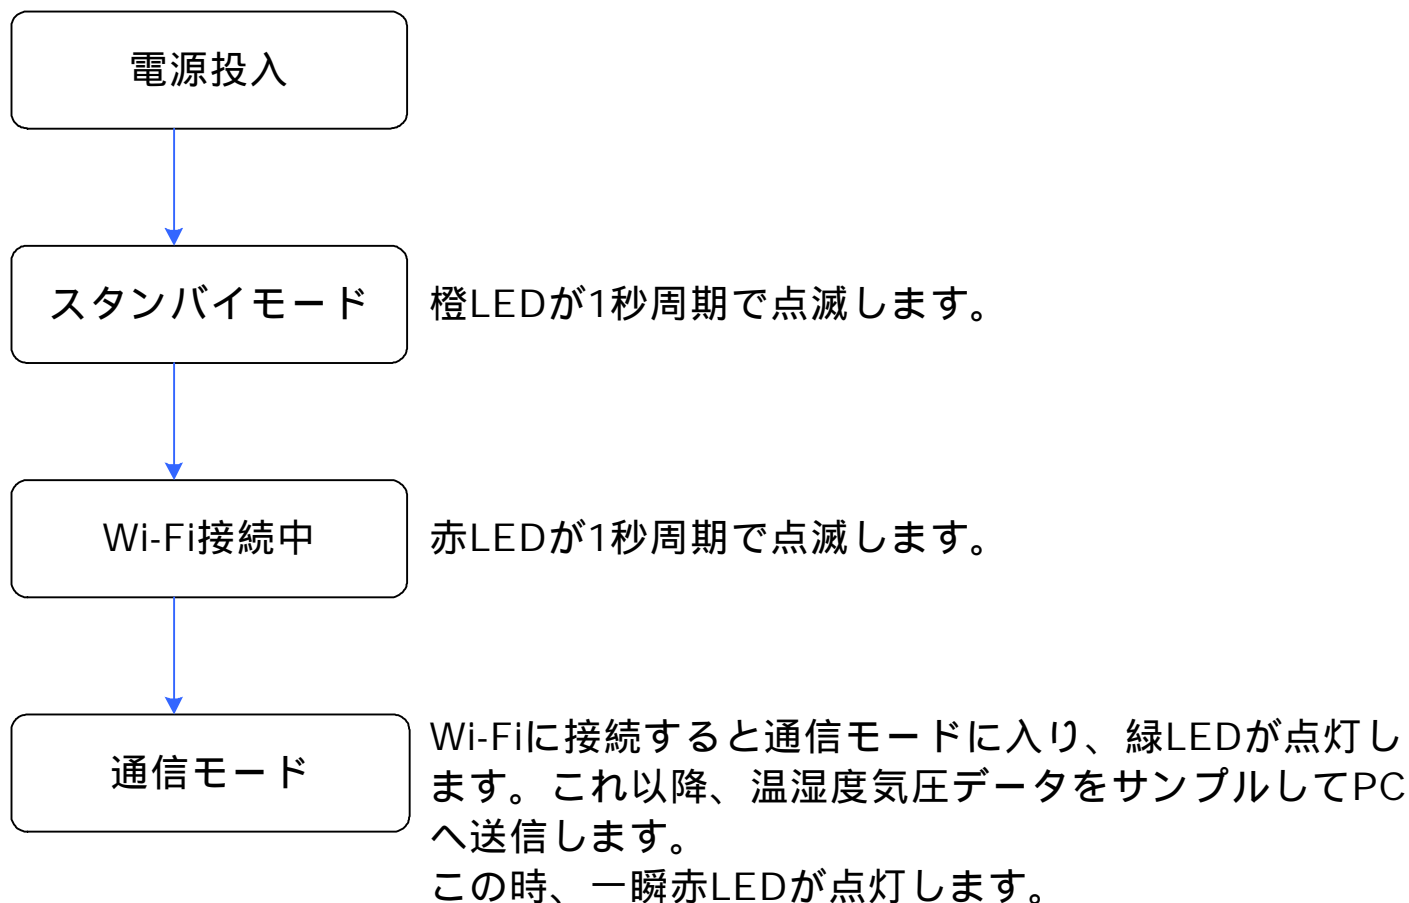 電源投入
スタンバイモード
橙LEDが1秒周期で点滅します。
Wi-Fi接続中
赤LEDが1秒周期で点滅します。
通信モード
Wi-Fiに接続すると通信モードに入り、緑LEDが点灯し
ます。これ以降、温湿度気圧データをサンプルしてPC
へ送信します。
この時、一瞬赤LEDが点灯します。